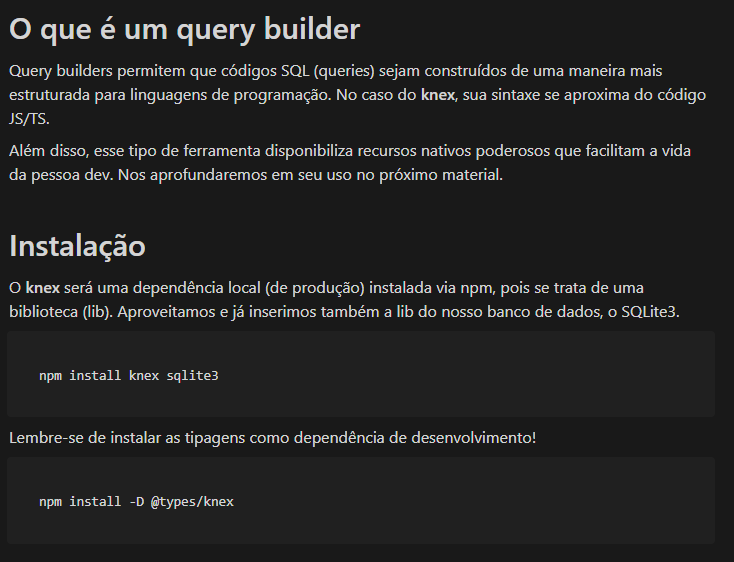 O que é um query builder
Query builders permitem que códigos SQL (queries) sejam construídos de uma maneira mais
estruturada para linguagens de programação. No caso do knex, sua sintaxe se aproxima do código
JS/TS.
Além disso, esse tipo de ferramenta disponibiliza recursos nativos poderosos que facilitam a vida
da pessoa dev. Nos aprofundaremos em seu uso no próximo material.
Instalação
O knex será uma dependência local (de produção) instalada via npm, pois se trata de uma
biblioteca (lib). Aproveitamos e já inserimos também a lib do nosso banco de dados, o SQLite3.
npm install knex sqlite3
Lembre-se de instalar as tipagens como dependência de desenvolvimento!
npm install -D @types/knex